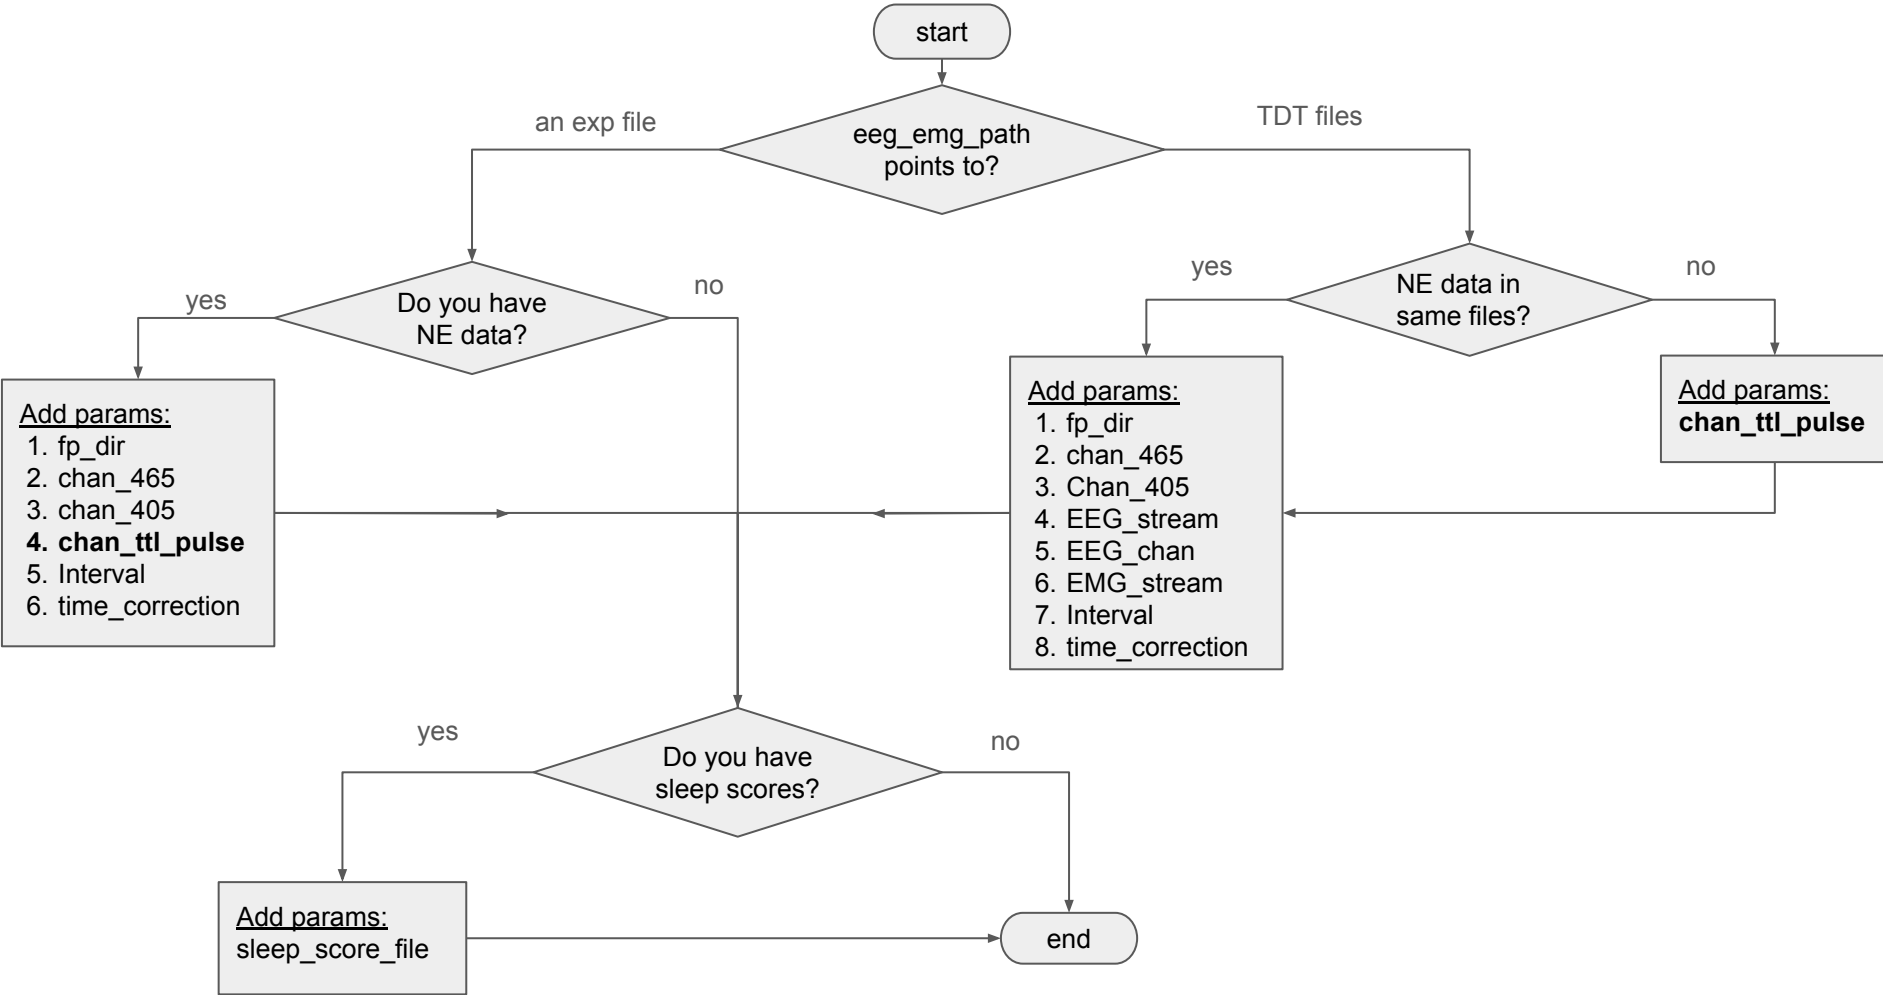 start
an exp file
TDT files
eeg_emg_path
points to?
yes
no
NE data in
same files?
yes
no
Do you have
NE data?
Add params:
1. fp_dir
2. chan_465
3. chan_405
4. chan_ttl_pulse
5. Interval
6. time_correction
Add params:
1. fp_dir
2. chan_465
3. Chan_405
4. EEG_stream
5. EEG_chan
6. EMG_stream
7. Interval
8. time_correction
Add params:
chan_ttl_pulse
yes
no
Do you have
sleep scores?
Add params:
sleep_score_file
end